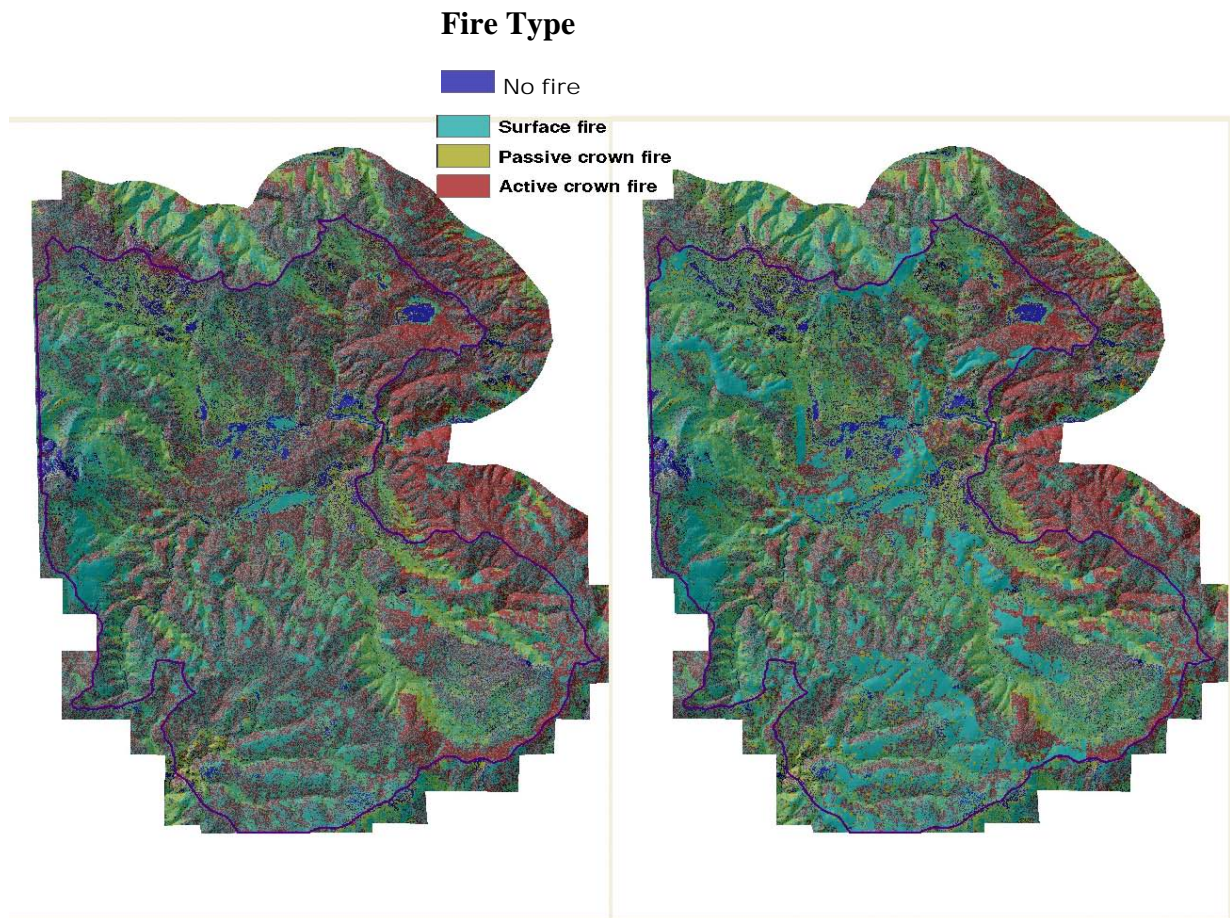 Fire Type
No fire
Surface fire
Passive crown fire
Active crown fire